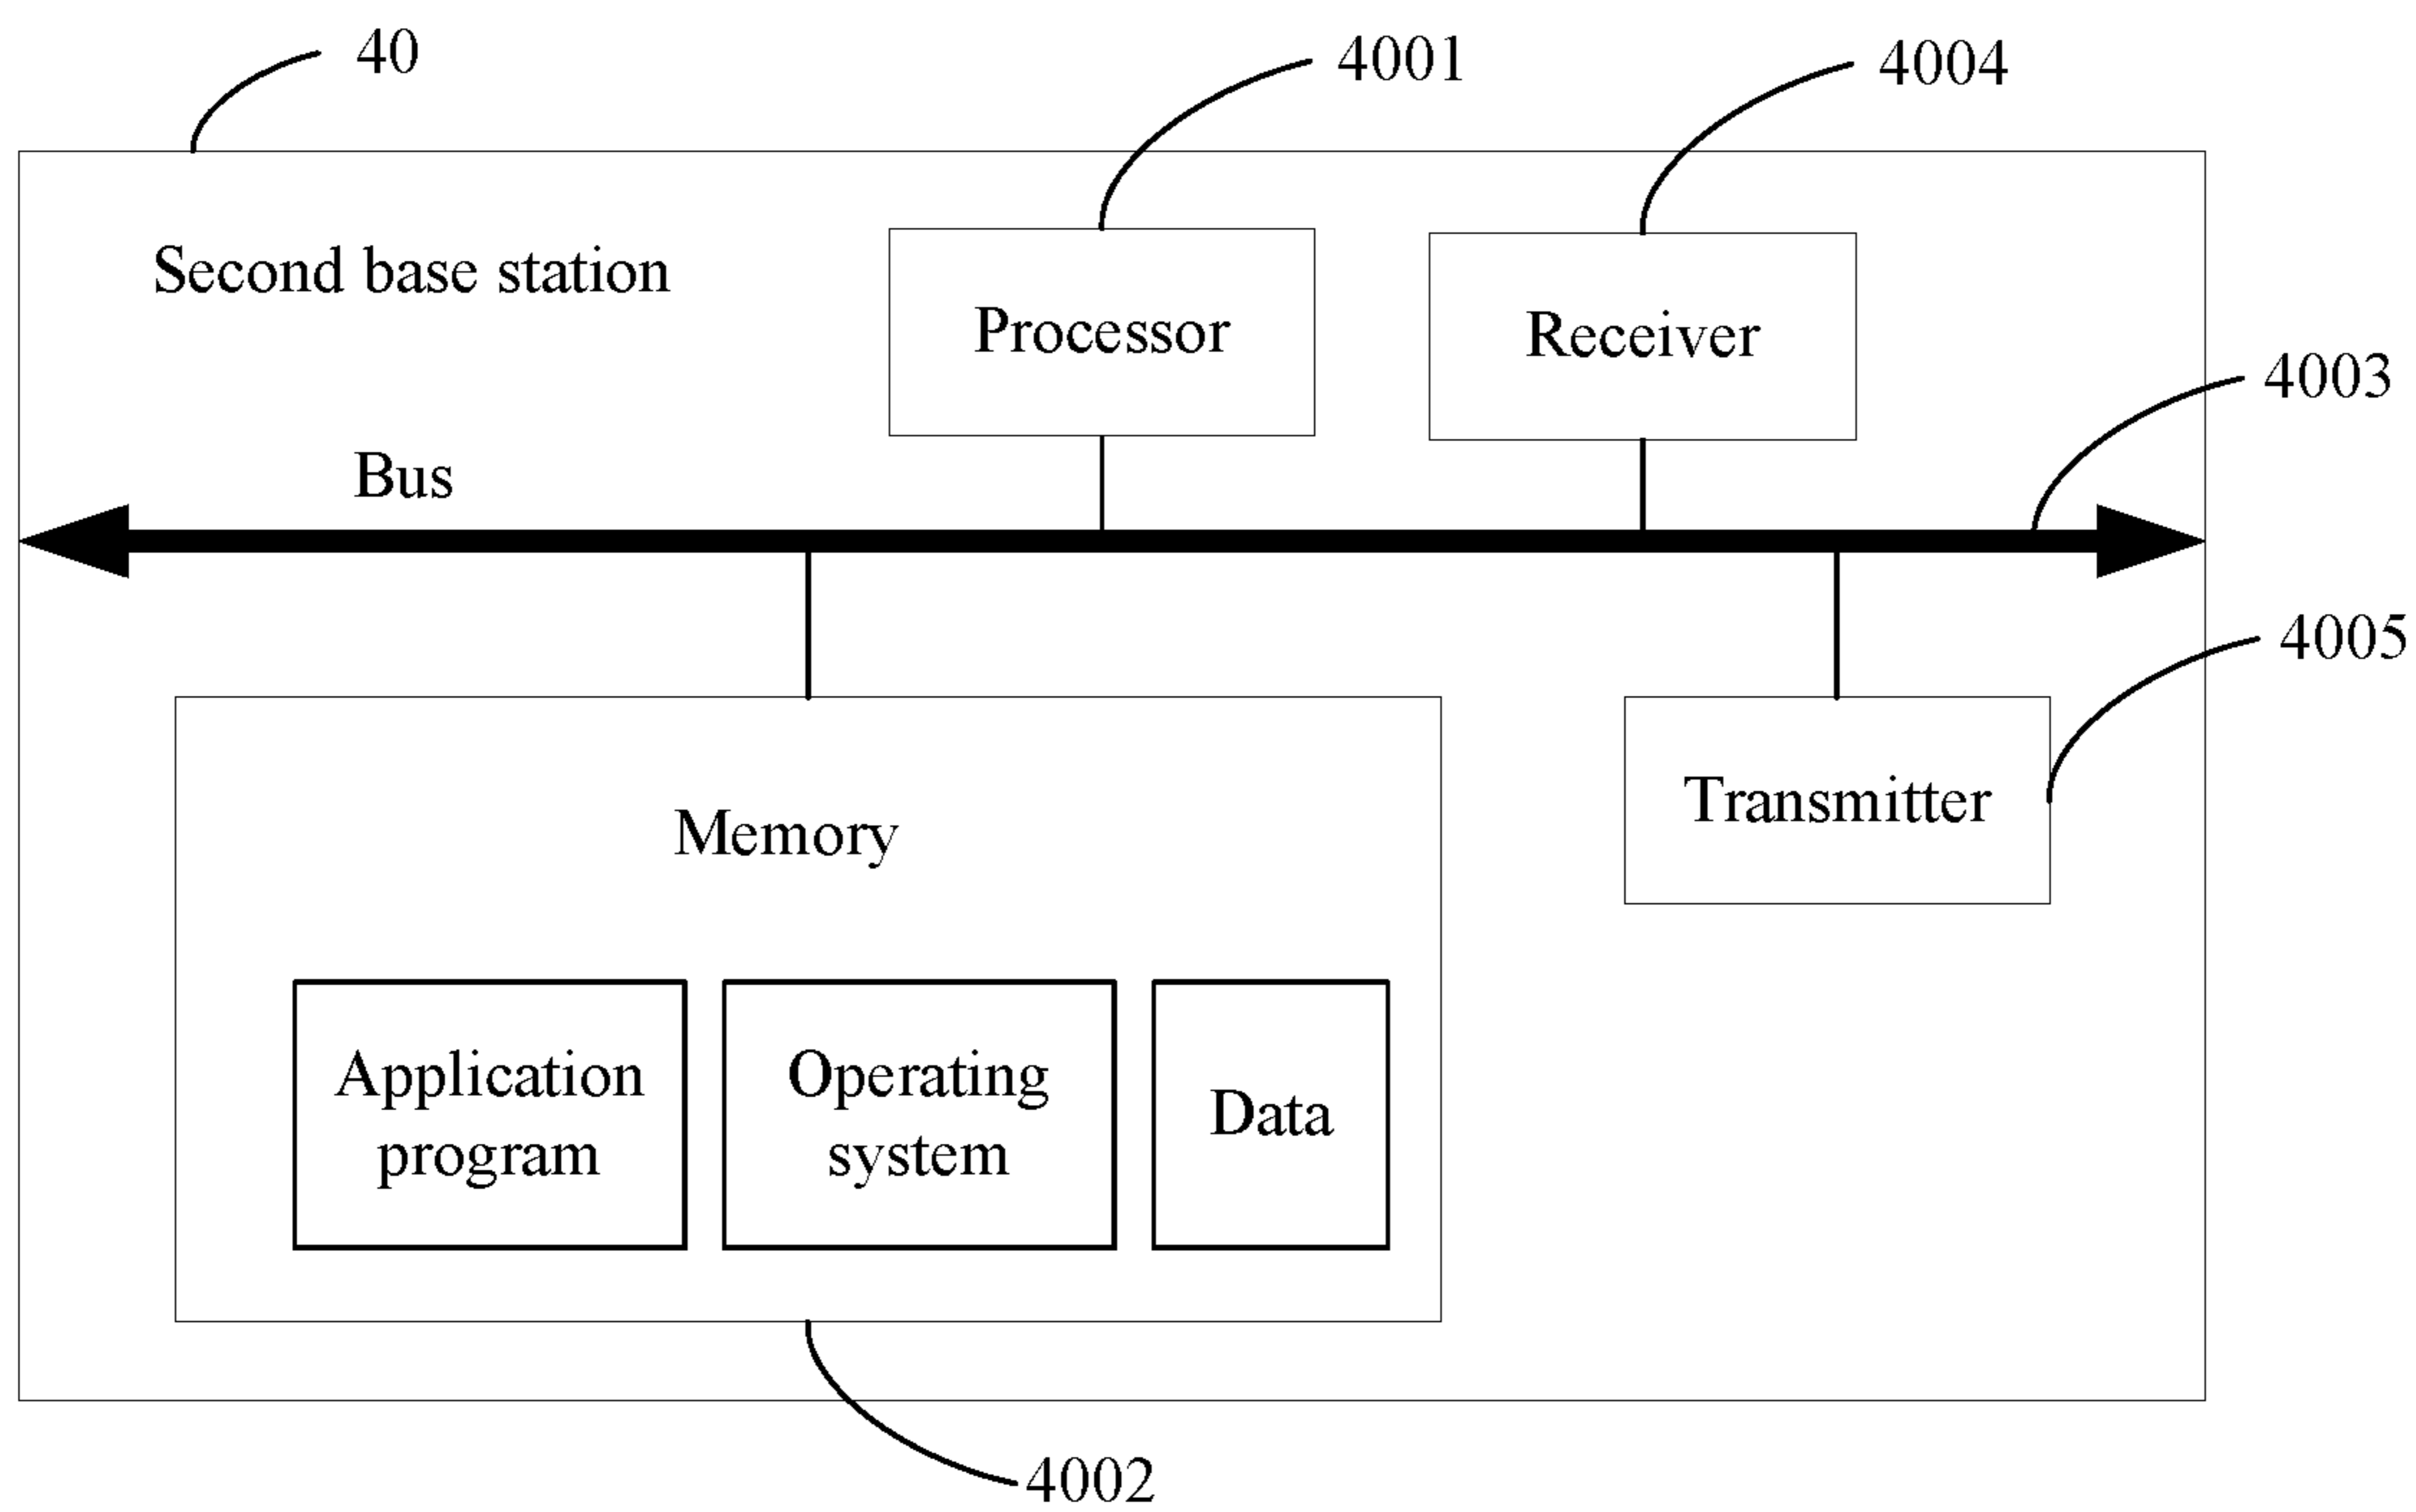 40
4001
4004
Second base station
Processor
Receiver
4003
Bus
4005
Transmitter
Memory
Application
program
Operating
system
Data
4002